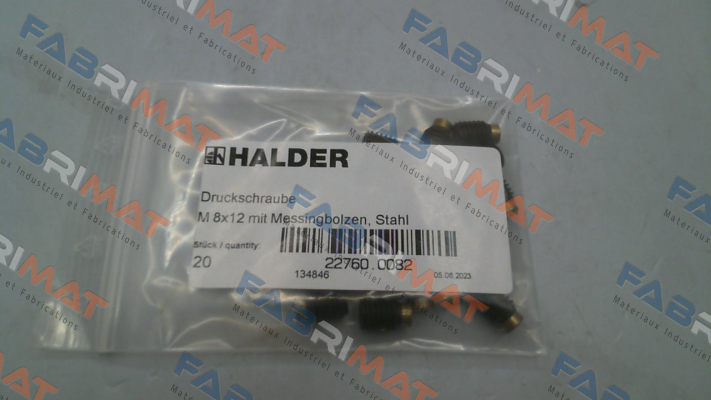 HALDER
Druckschraube
M 8x12 mit Messingbolzen, Stahl
Stück / quantity:
20
22760.0082
134846
05.06.2023
FABRIMAT
Matériaux Industriel et Fabrications